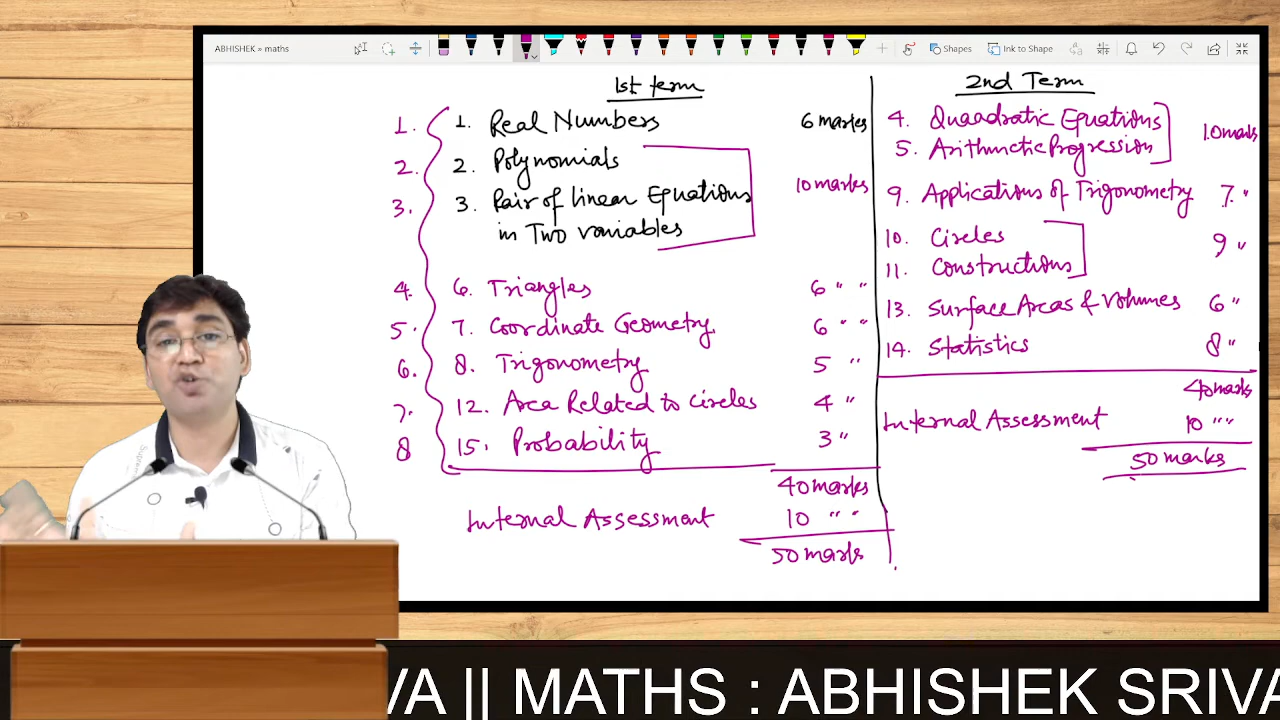 ABHISHEK » maths
Shapes
Ink to Shape
1st term
1. 1. Real Numbers 6 marks
2. 2. Polynomials
3. 3. Pair of linear Equations 10 marks
in Two variables
4. 6. Triangles 6 " "
5. 7. Coordinate Geometry 6 " "
6. 8. Trigonometry 5 "
7. 12. Area Related to Circles 4 "
8 15. Probability 3 "
40 marks
Internal Assessment 10 " "
50 marks
2nd Term
4. Quaadratic Equations
5. Arithmetic Progression 10 marks
9. Applications of Trigonometry 7 "
10. Circles
11. Constructions 9 "
13. Surface Areas & Volumes 6 "
14. Statistics 8 "
40 marks
Internal Assessment 10 " "
50 marks
VA || MATHS : ABHISHEK SRIVA